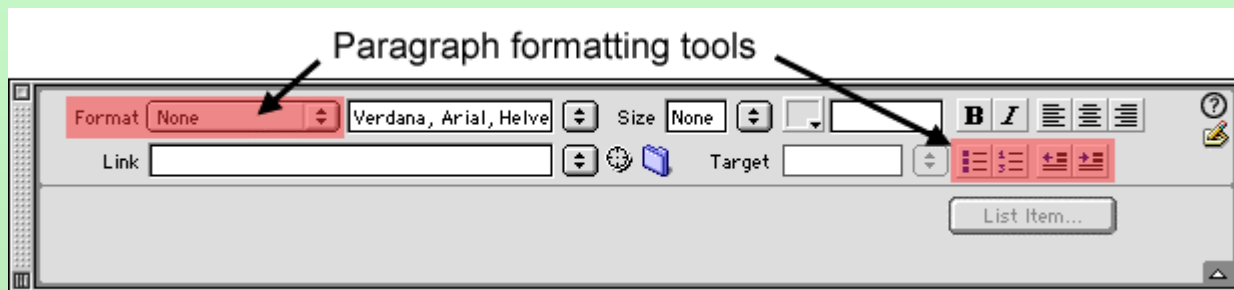 Paragraph formatting tools
Format None Verdana, Arial, Helve Size None B I
Link Target
List Item...